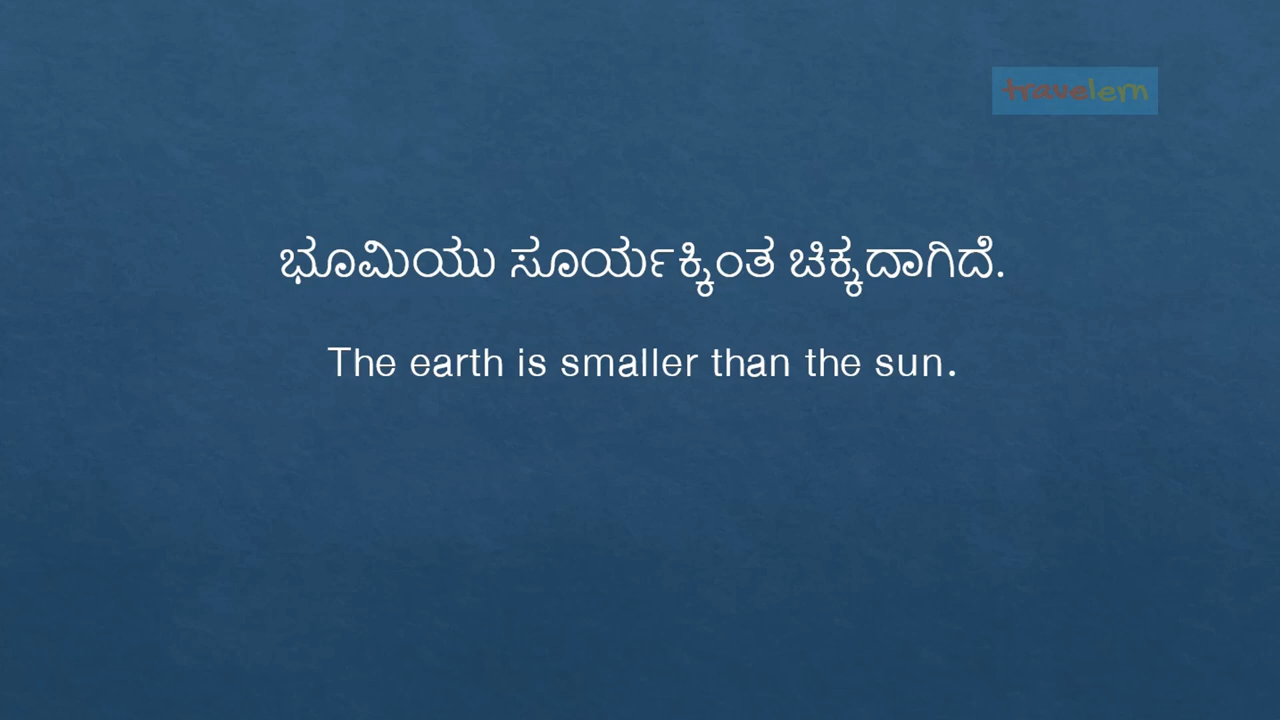 travelern
ಭೂಮಿಯು ಸೂರ್ಯಕ್ಕಿಂತ ಚಿಕ್ಕದಾಗಿದೆ.
The earth is smaller than the sun.